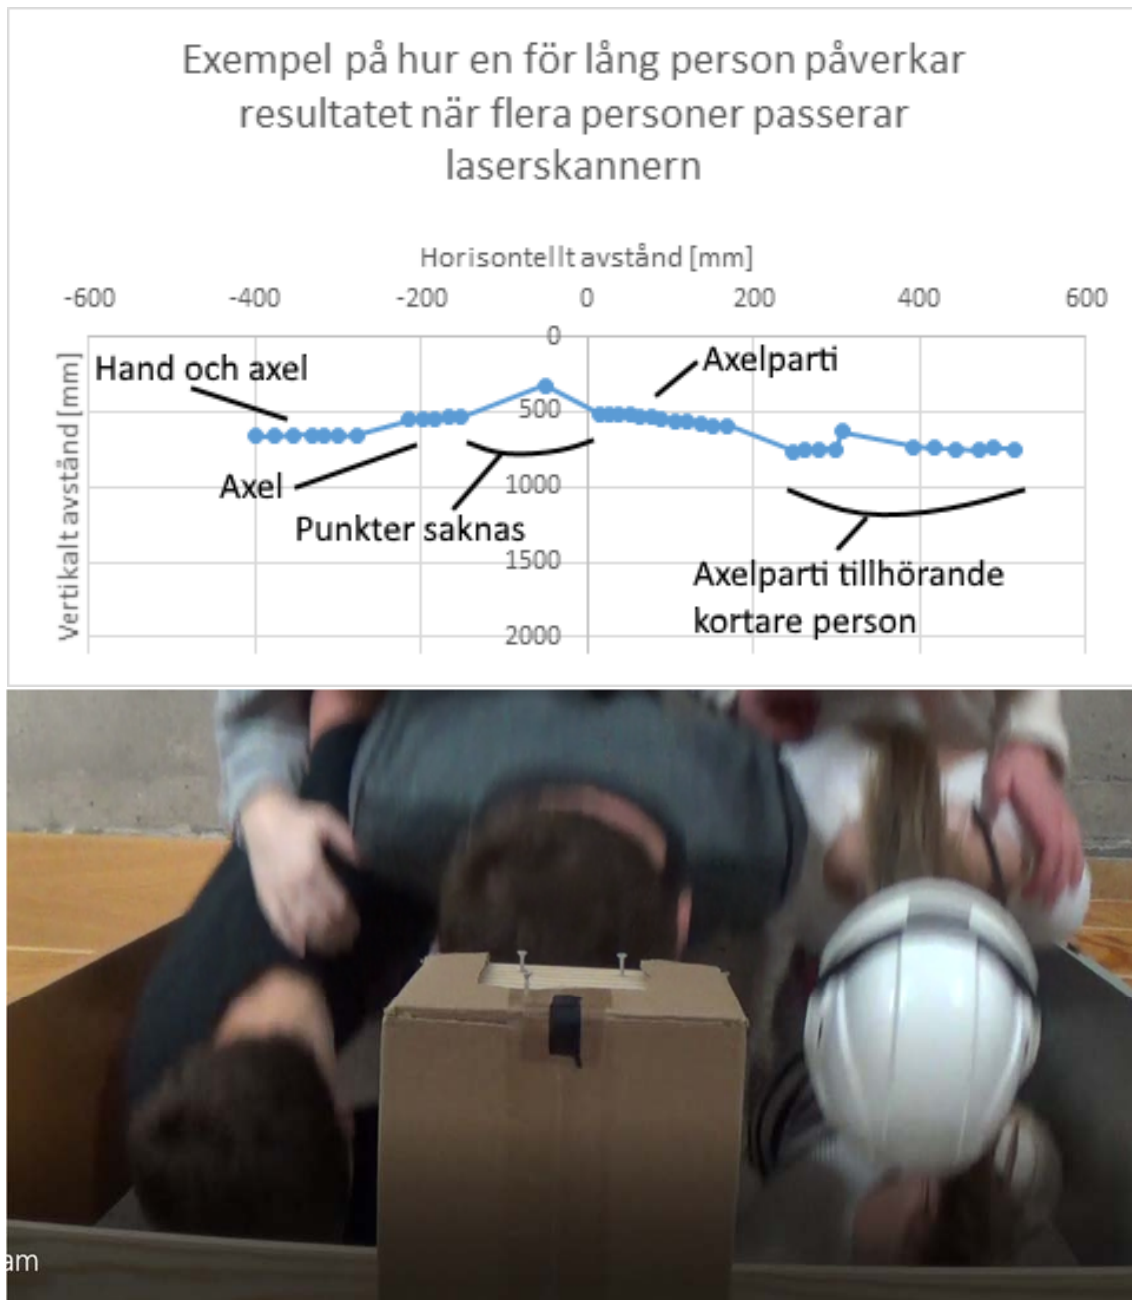 Exempel på hur en för lång person påverkar
resultatet när flera personer passerar
laserskannern
Horisontellt avstånd [mm]
-600 -400 -200 0 200 400 600
Vertikalt avstånd [mm]
0
500
1000
1500
2000
Hand och axel
Axelparti
Axel
Punkter saknas
Axelparti tillhörande
kortare person
am